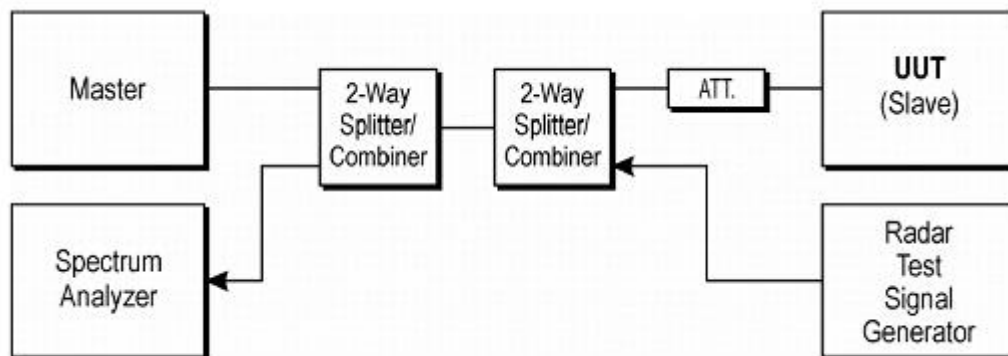 Master
2-Way
Splitter/
Combiner
2-Way
Splitter/
Combiner
ATT.
UUT
(Slave)
Spectrum
Analyzer
Radar
Test
Signal
Generator